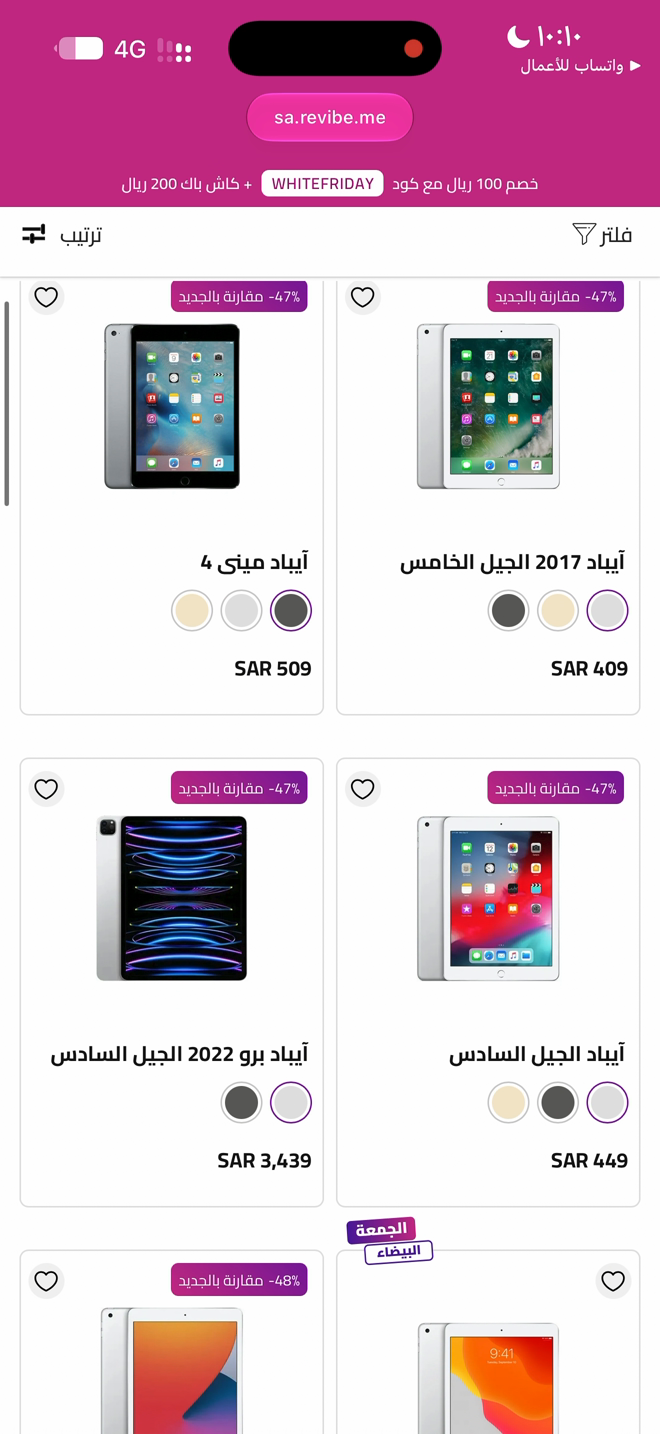 ١٠:١٠
4G
واتساب للأعمال ◀
sa.revibe.me
خصم 100 ريال مع كود WHITEFRIDAY + كاش باك 200 ريال
فلتر
ترتيب
-47% مقارنة بالجديد
-47% مقارنة بالجديد
آيباد 2017 الجيل الخامس
آيباد ميني 4
SAR 409
SAR 509
-47% مقارنة بالجديد
-47% مقارنة بالجديد
آيباد الجيل السادس
آيباد برو 2022 الجيل السادس
SAR 449
SAR 3,439
الجمعة
البيضاء
-48% مقارنة بالجديد
9:41